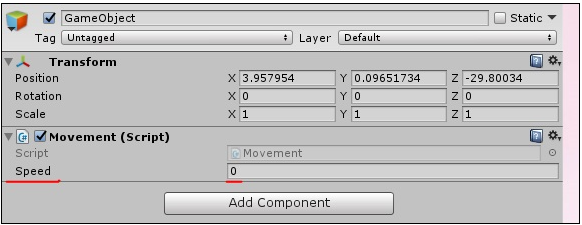 GameObject Static
Tag Untagged Layer Default
Transform
Position X 3.957954 Y 0.09651734 Z -29.80034
Rotation X 0 Y 0 Z 0
Scale X 1 Y 1 Z 1
Movement (Script)
Script Movement
Speed 0
Add Component